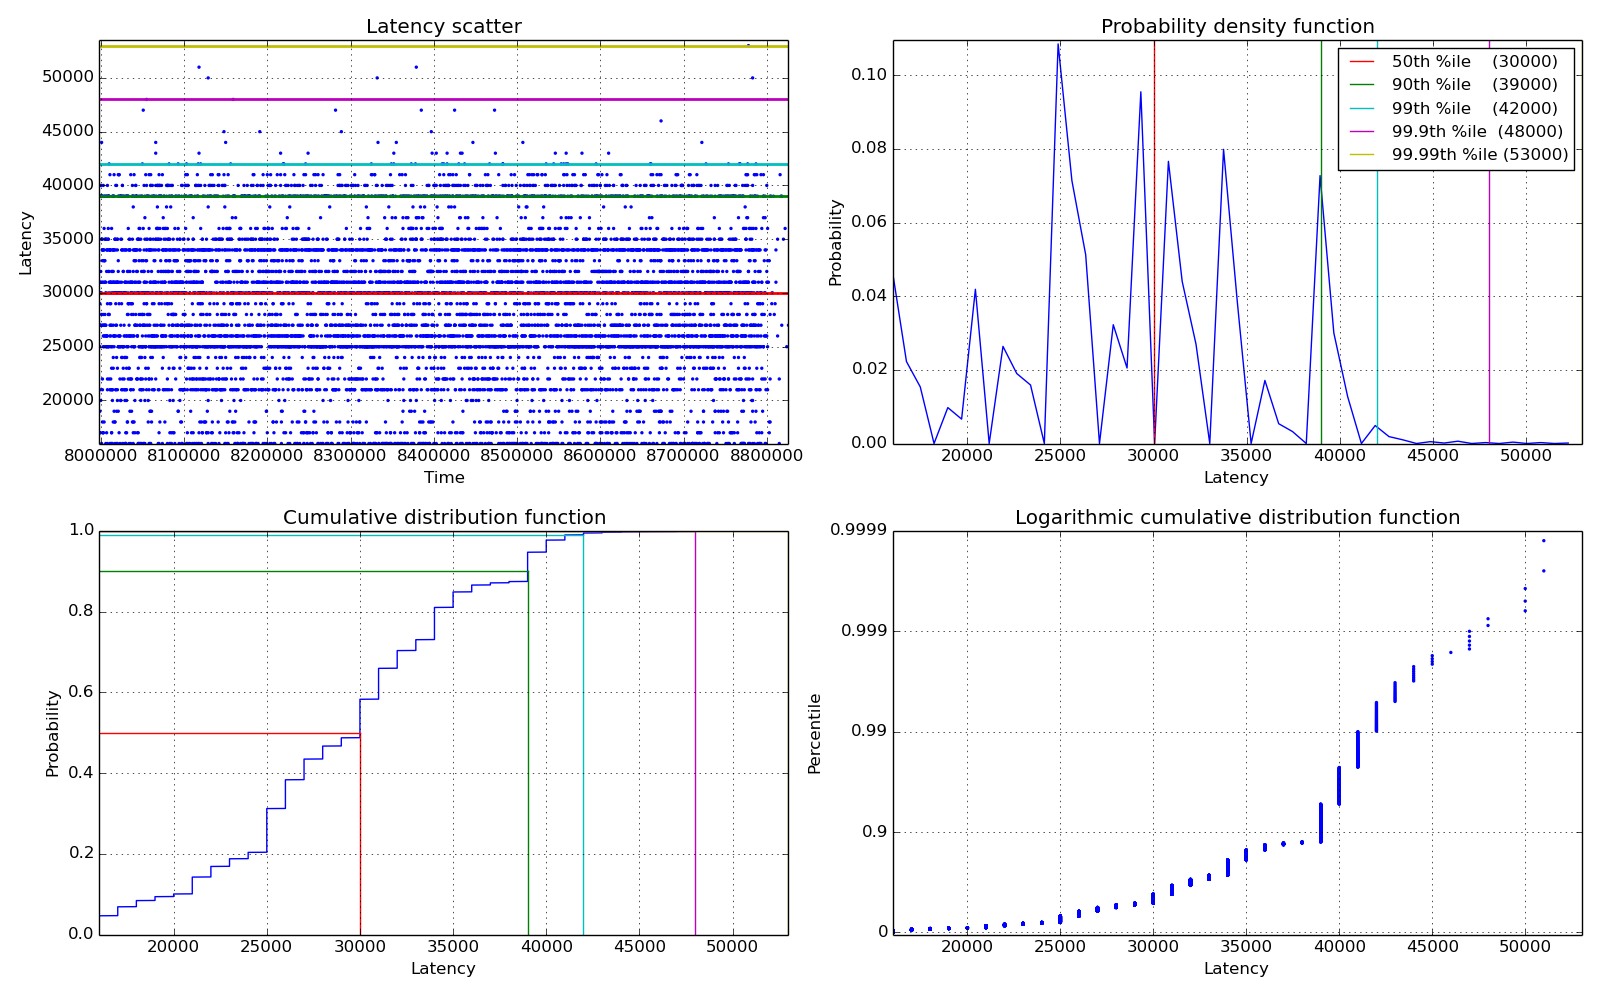 Latency scatter
50000
45000
40000
35000
30000
25000
20000
Latency
8000000 8100000 8200000 8300000 8400000 8500000 8600000 8700000 8800000
Time
Probability density function
0.10
0.08
0.06
0.04
0.02
0.00
Probability
50th %ile (30000)
90th %ile (39000)
99th %ile (42000)
99.9th %ile (48000)
99.99th %ile (53000)
20000 25000 30000 35000 40000 45000 50000
Latency
Cumulative distribution function
1.0
0.8
0.6
0.4
0.2
0.0
Probability
20000 25000 30000 35000 40000 45000 50000
Latency
Logarithmic cumulative distribution function
0.9999
0.999
0.99
0.9
0
Percentile
20000 25000 30000 35000 40000 45000 50000
Latency